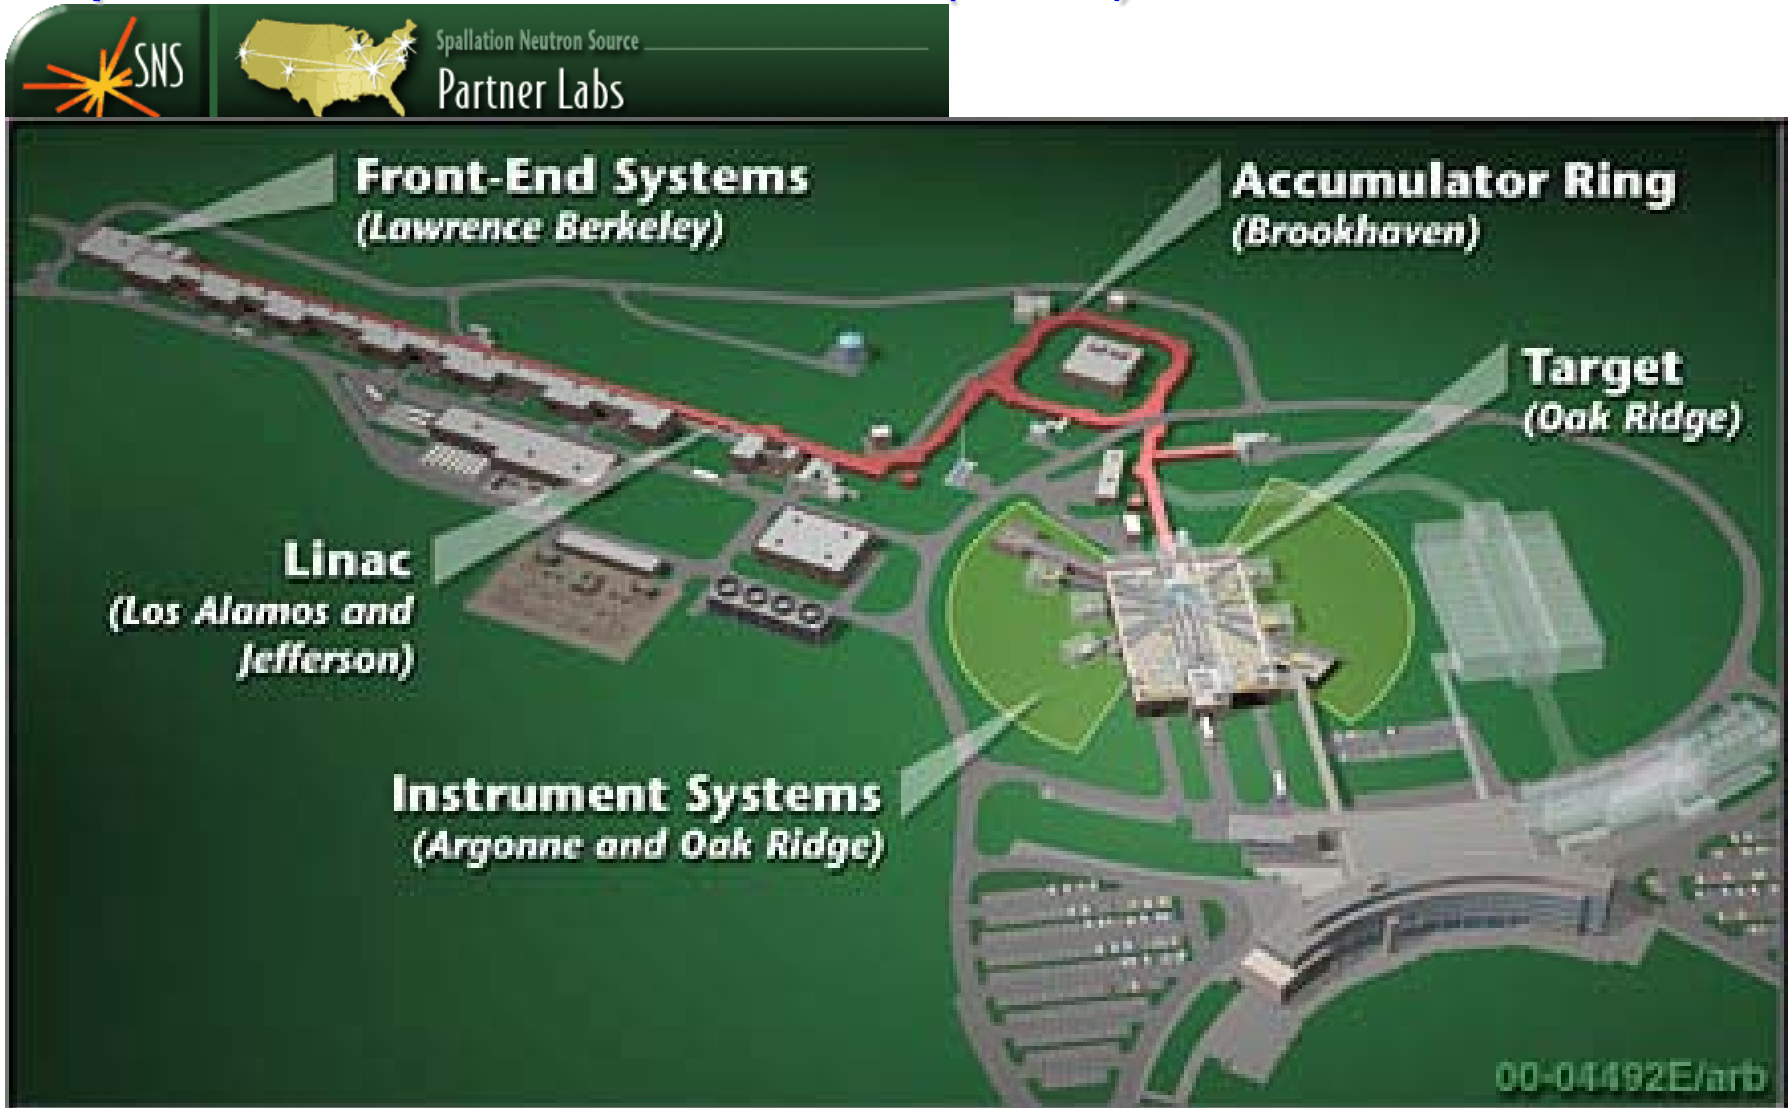 SNS
Spallation Neutron Source
Partner Labs
Front-End Systems
(Lawrence Berkeley)
Accumulator Ring
(Brookhaven)
Target
(Oak Ridge)
Linac
(Los Alamos and
Jefferson)
Instrument Systems
(Argonne and Oak Ridge)
00-04492E/arb